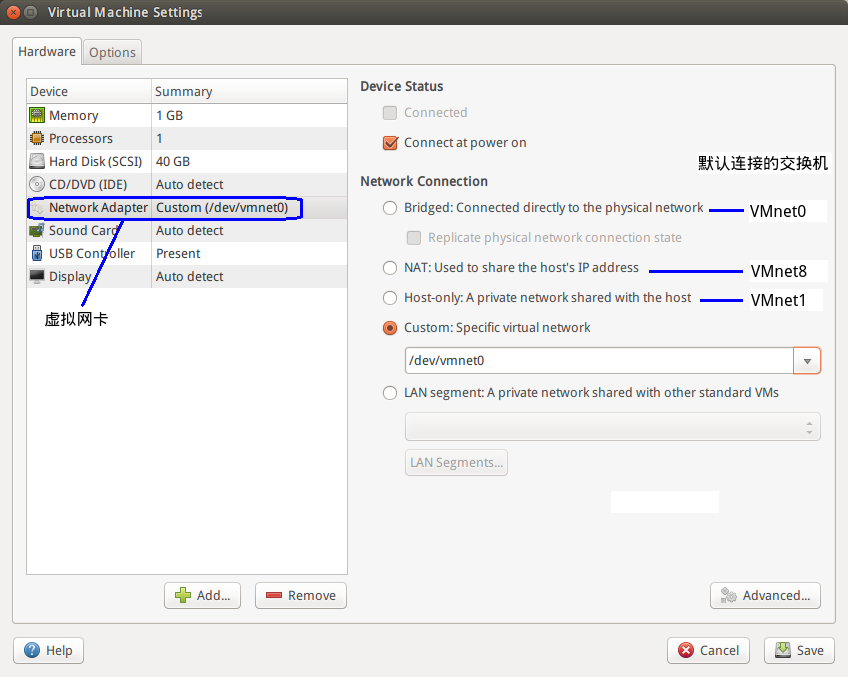 Virtual Machine Settings
Hardware
Options
Device Summary
Memory 1 GB
Processors 1
Hard Disk (SCSI) 40 GB
CD/DVD (IDE) Auto detect
Network Adapter Custom (/dev/vmnet0)
Sound Card Auto detect
USB Controller Present
Display Auto detect
虚拟网卡
Add...
Remove
Device Status
Connected
Connect at power on
默认连接的交换机
Network Connection
Bridged: Connected directly to the physical network VMnet0
Replicate physical network connection state
NAT: Used to share the host's IP address VMnet8
Host-only: A private network shared with the host VMnet1
Custom: Specific virtual network
/dev/vmnet0
LAN segment: A private network shared with other standard VMs
LAN Segments...
Advanced...
Help
Cancel
Save